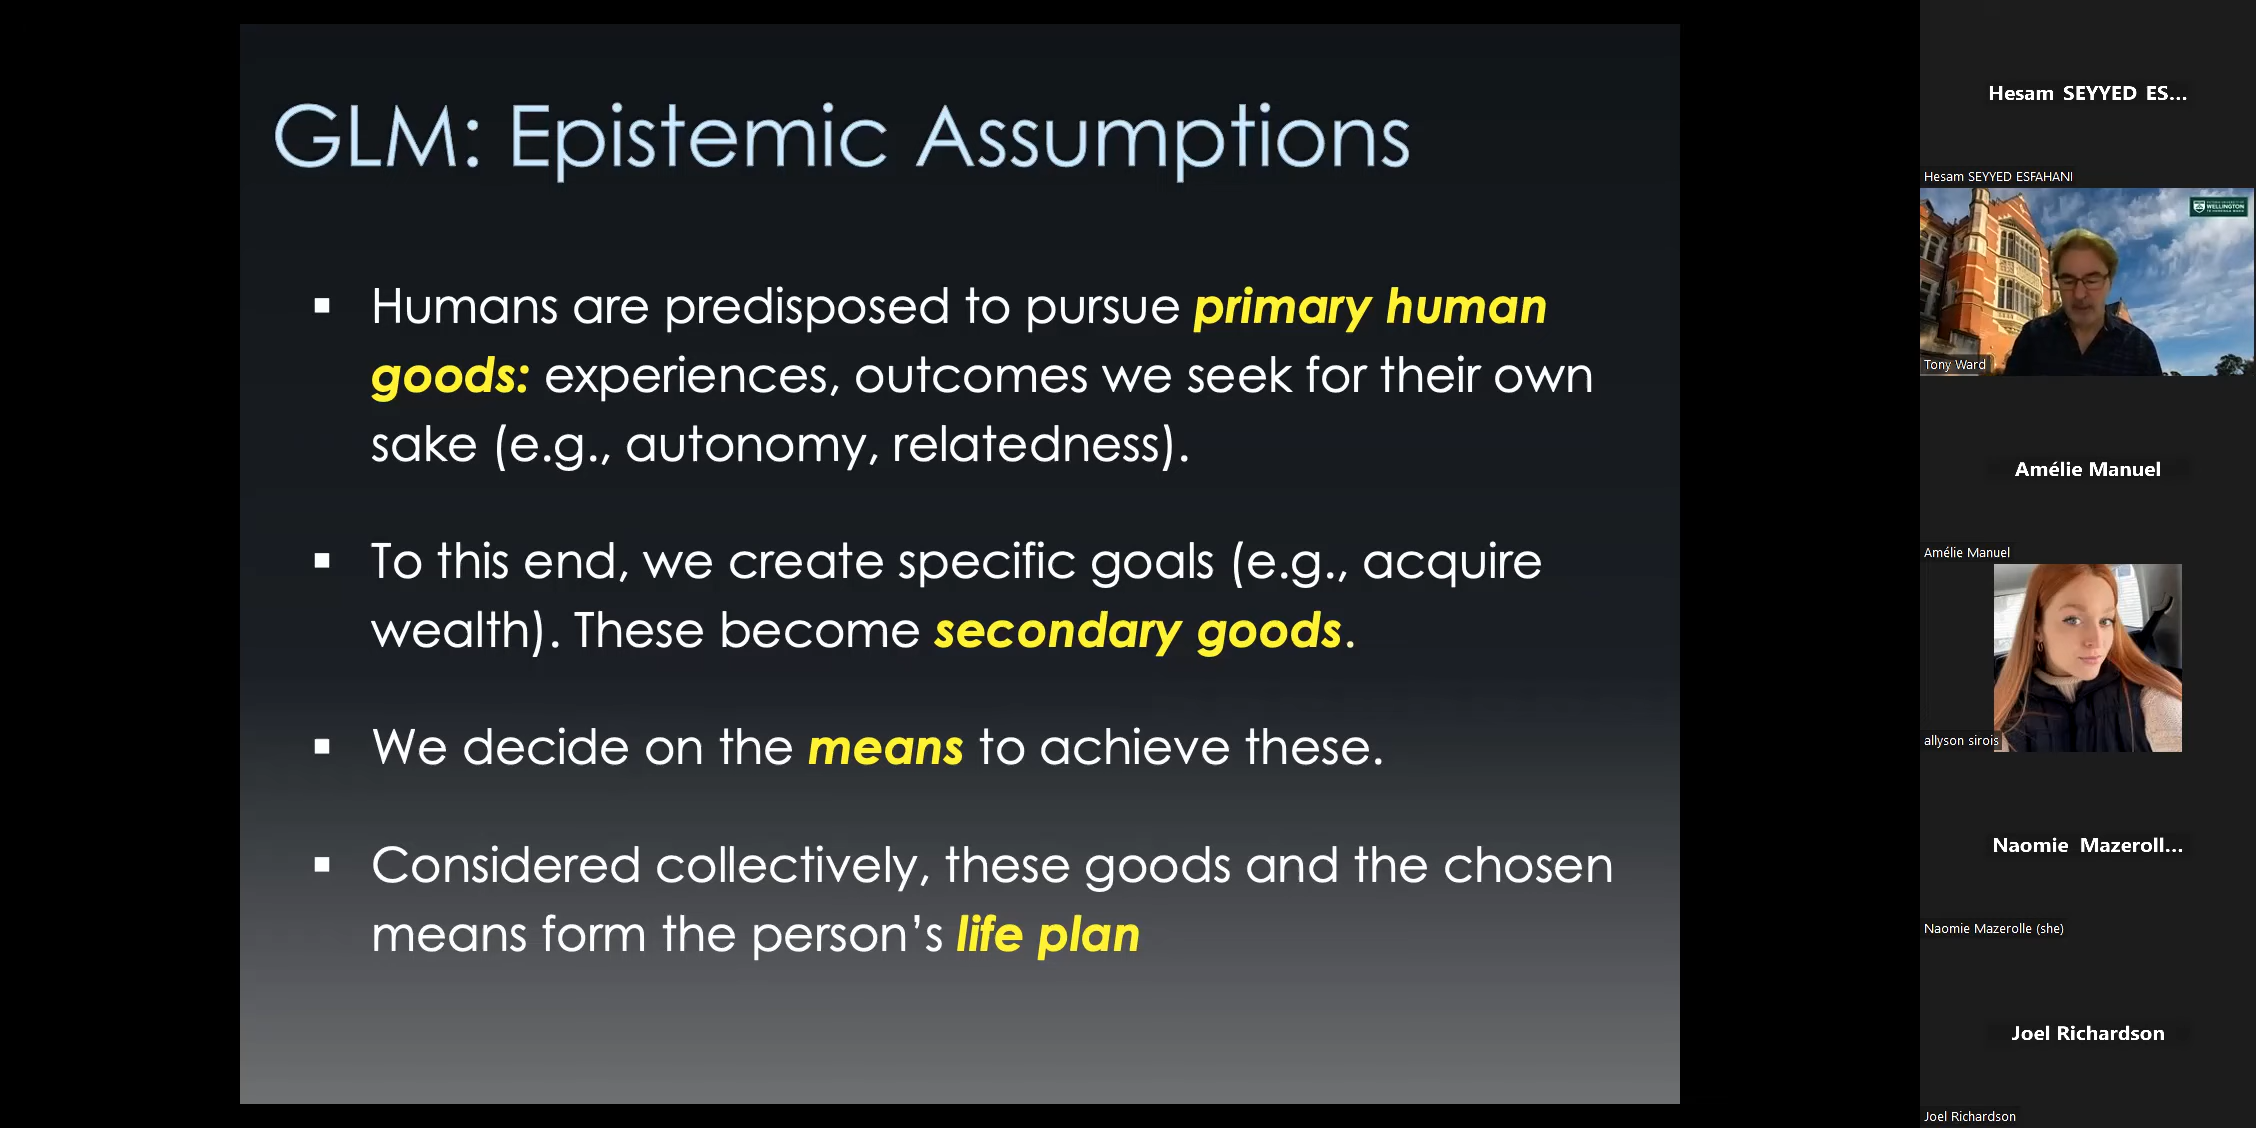 GLM: Epistemic Assumptions
▪ Humans are predisposed to pursue primary human
goods: experiences, outcomes we seek for their own
sake (e.g., autonomy, relatedness).
▪ To this end, we create specific goals (e.g., acquire
wealth). These become secondary goods.
▪ We decide on the means to achieve these.
▪ Considered collectively, these goods and the chosen
means form the person’s life plan
Hesam SEYYED ES...
Hesam SEYYED ESFAHANI
WELLINGTON
Tony Ward
Amélie Manuel
Amélie Manuel
allyson sirois
Naomie Mazeroll...
Naomie Mazerolle (she)
Joel Richardson
Joel Richardson